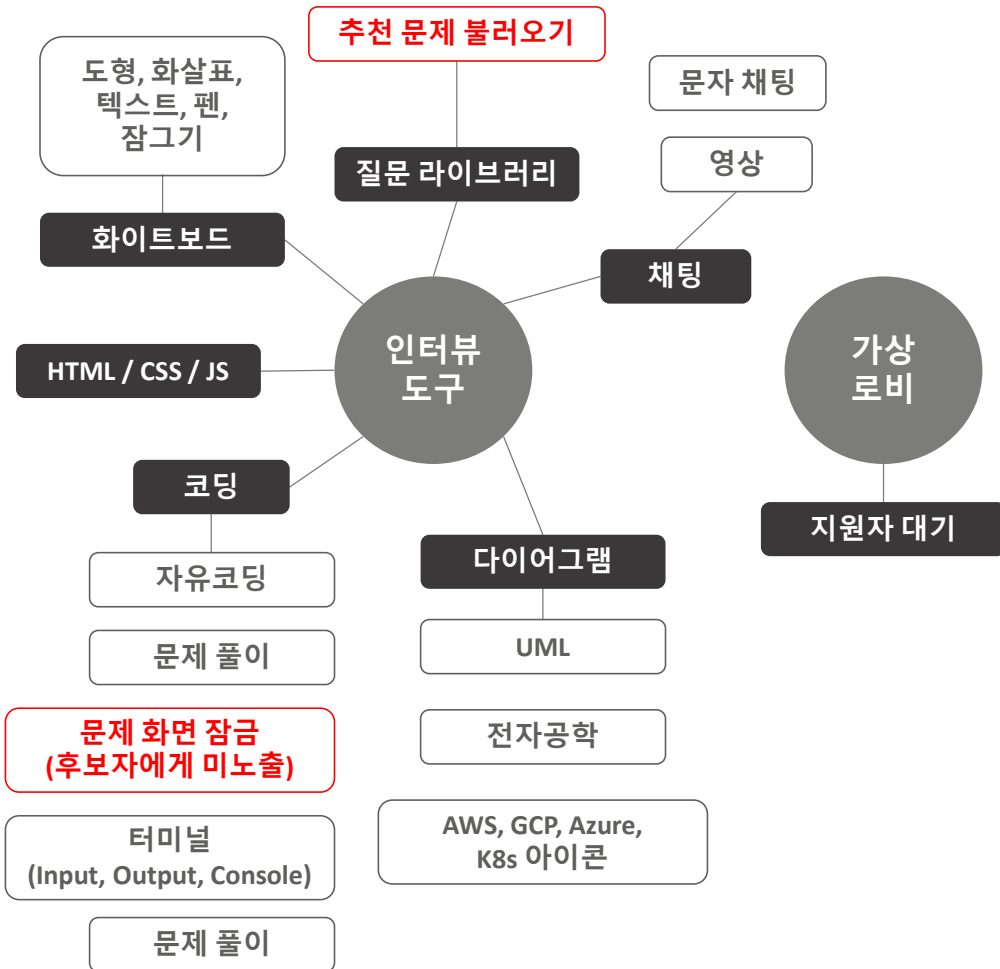 추천 문제 불러오기
도형, 화살표,
텍스트, 펜,
잠그기
문자 채팅
질문 라이브러리
영상
화이트보드
채팅
인터뷰
도구
가상
로비
HTML / CSS / JS
코딩
지원자 대기
다이어그램
자유코딩
UML
문제 풀이
문제 화면 잠금
(후보자에게 미노출)
전자공학
터미널
(Input, Output, Console)
AWS, GCP, Azure,
K8s 아이콘
문제 풀이